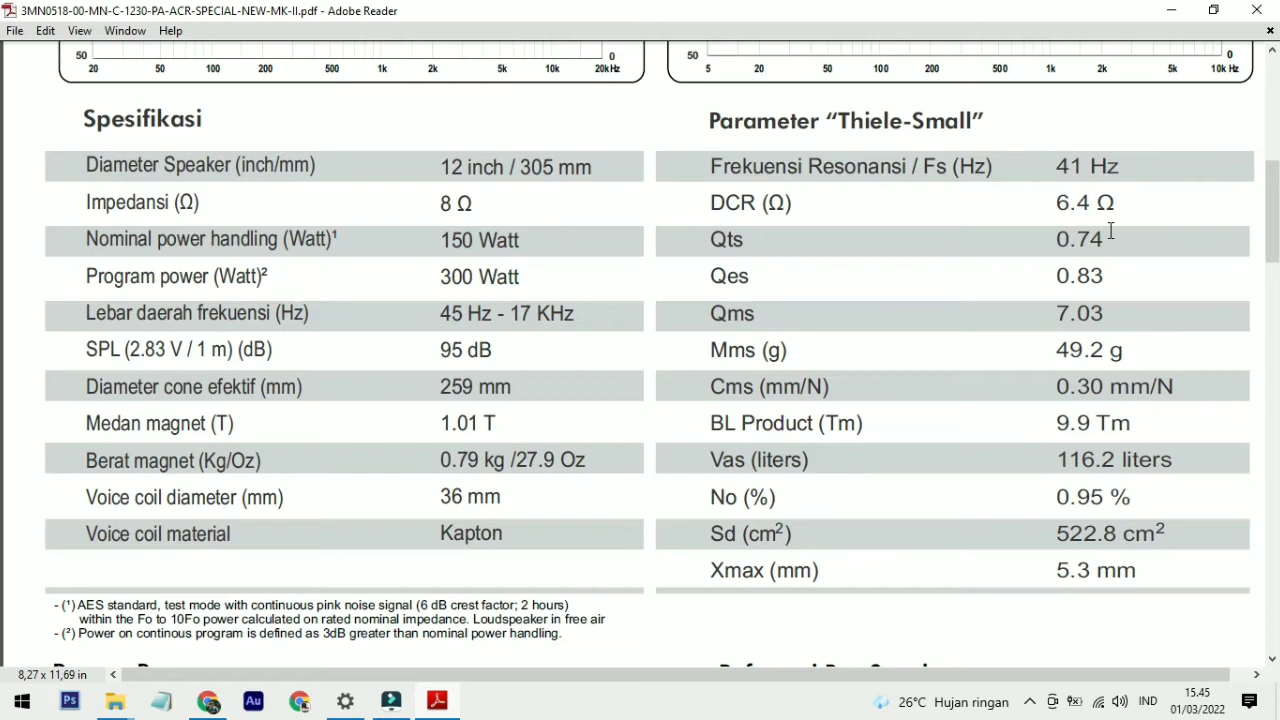 3MN0518-00-MN-C-1230-PA-ACR-SPECIAL-NEW-MK-II.pdf - Adobe Reader
File Edit View Window Help
50 0
20 50 100 200 500 1k 2k 5k 10k 20kHz
50 0
5 20 50 100 200 500 1k 2k 5k 10k Hz
Spesifikasi
Diameter Speaker (inch/mm) 12 inch / 305 mm
Impedansi (Ω) 8 Ω
Nominal power handling (Watt)¹ 150 Watt
Program power (Watt)² 300 Watt
Lebar daerah frekuensi (Hz) 45 Hz - 17 KHz
SPL (2.83 V / 1 m) (dB) 95 dB
Diameter cone efektif (mm) 259 mm
Medan magnet (T) 1.01 T
Berat magnet (Kg/Oz) 0.79 kg /27.9 Oz
Voice coil diameter (mm) 36 mm
Voice coil material Kapton
- (¹) AES standard, test mode with continuous pink noise signal (6 dB crest factor; 2 hours)
within the Fo to 10Fo power calculated on rated nominal impedance. Loudspeaker in free air
- (²) Power on continous program is defined as 3dB greater than nominal power handling.
Parameter “Thiele-Small”
Frekuensi Resonansi / Fs (Hz) 41 Hz
DCR (Ω) 6.4 Ω
Qts 0.74
Qes 0.83
Qms 7.03
Mms (g) 49.2 g
Cms (mm/N) 0.30 mm/N
BL Product (Tm) 9.9 Tm
Vas (liters) 116.2 liters
No (%) 0.95 %
Sd (cm²) 522.8 cm²
Xmax (mm) 5.3 mm
8,27 x 11,69 in
Ps Au 26°C Hujan ringan IND 15.45
01/03/2022